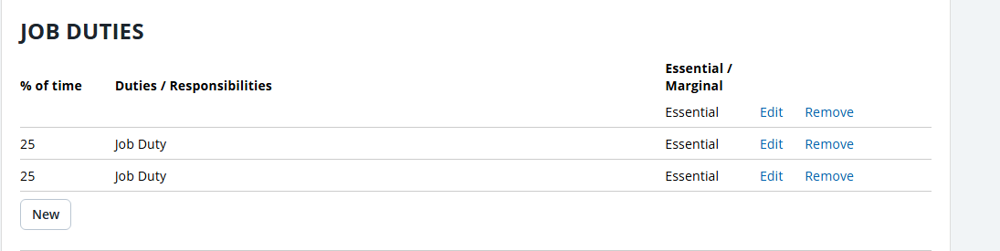 JOB DUTIES
% of time Duties / Responsibilities Essential / Marginal
Essential Edit Remove
25 Job Duty Essential Edit Remove
25 Job Duty Essential Edit Remove
New